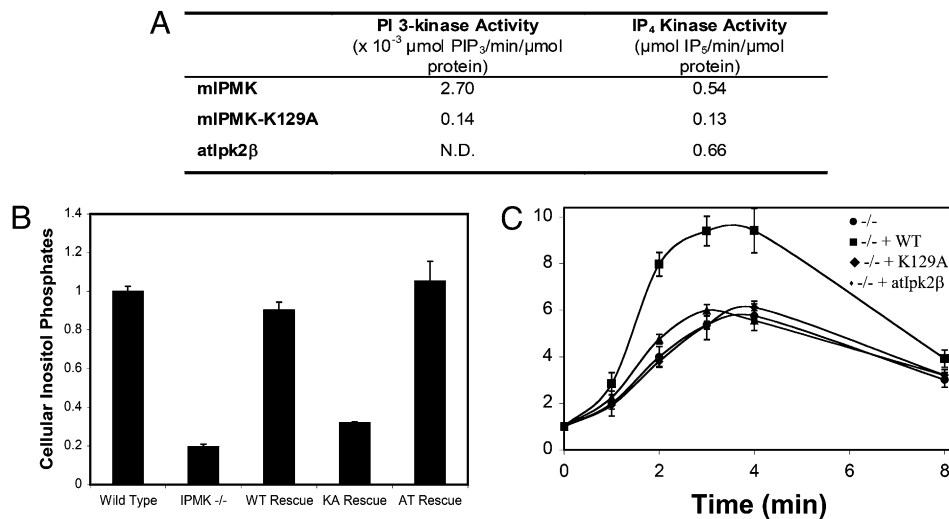 A
PI 3-kinase Activity
(x 10⁻³ µmol PIP₃/min/µmol protein)
IP₄ Kinase Activity
(µmol IP₅/min/µmol protein)
mIPMK 2.70 0.54
mIPMK-K129A 0.14 0.13
atIpk2β N.D. 0.66
B
Cellular Inositol Phosphates
1.4
1.2
1
0.8
0.6
0.4
0.2
0
Wild Type IPMK -/- WT Rescue KA Rescue AT Rescue
C
10
8
6
4
2
0
-/-
-/- + WT
-/- + K129A
-/- + atIpk2β
0 2 4 6 8
Time (min)